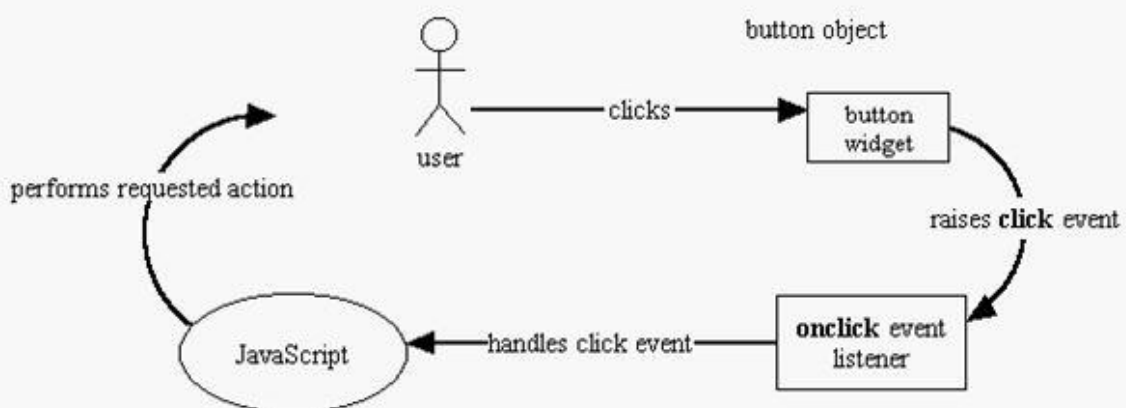 button object
clicks
button
widget
user
performs requested action
raises click event
onclick event
listener
handles click event
JavaScript